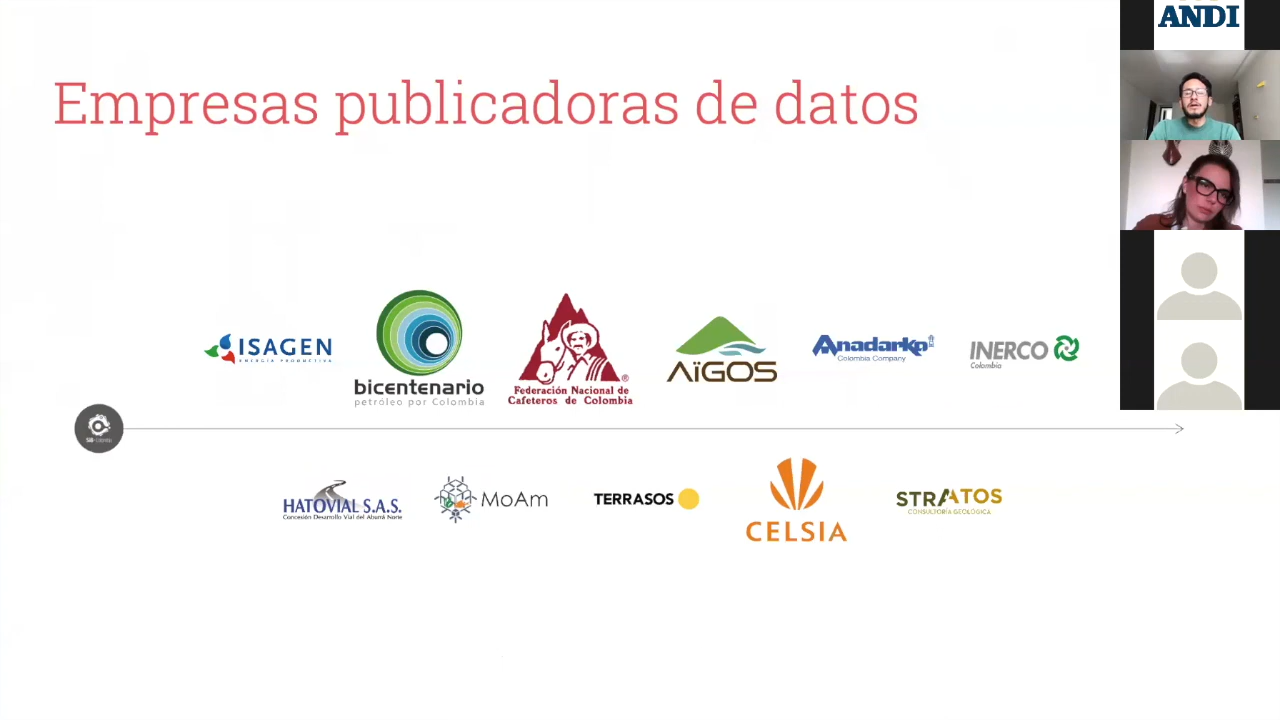 ANDI
Empresas publicadoras de datos
ISAGEN
ENERGÍA PRODUCTIVA
bicentenario
petróleo por Colombia
Federación Nacional de
Cafeteros de Colombia
®
AÏGOS
Anadarko
Colombia Company
INERCO
Colombia
HATOVIAL S.A.S.
Concesión Desarrollo Vial del Aburrá Norte
MoAm
TERRASOS
CELSIA
STRATOS
CONSULTORÍA GEOLÓGICA